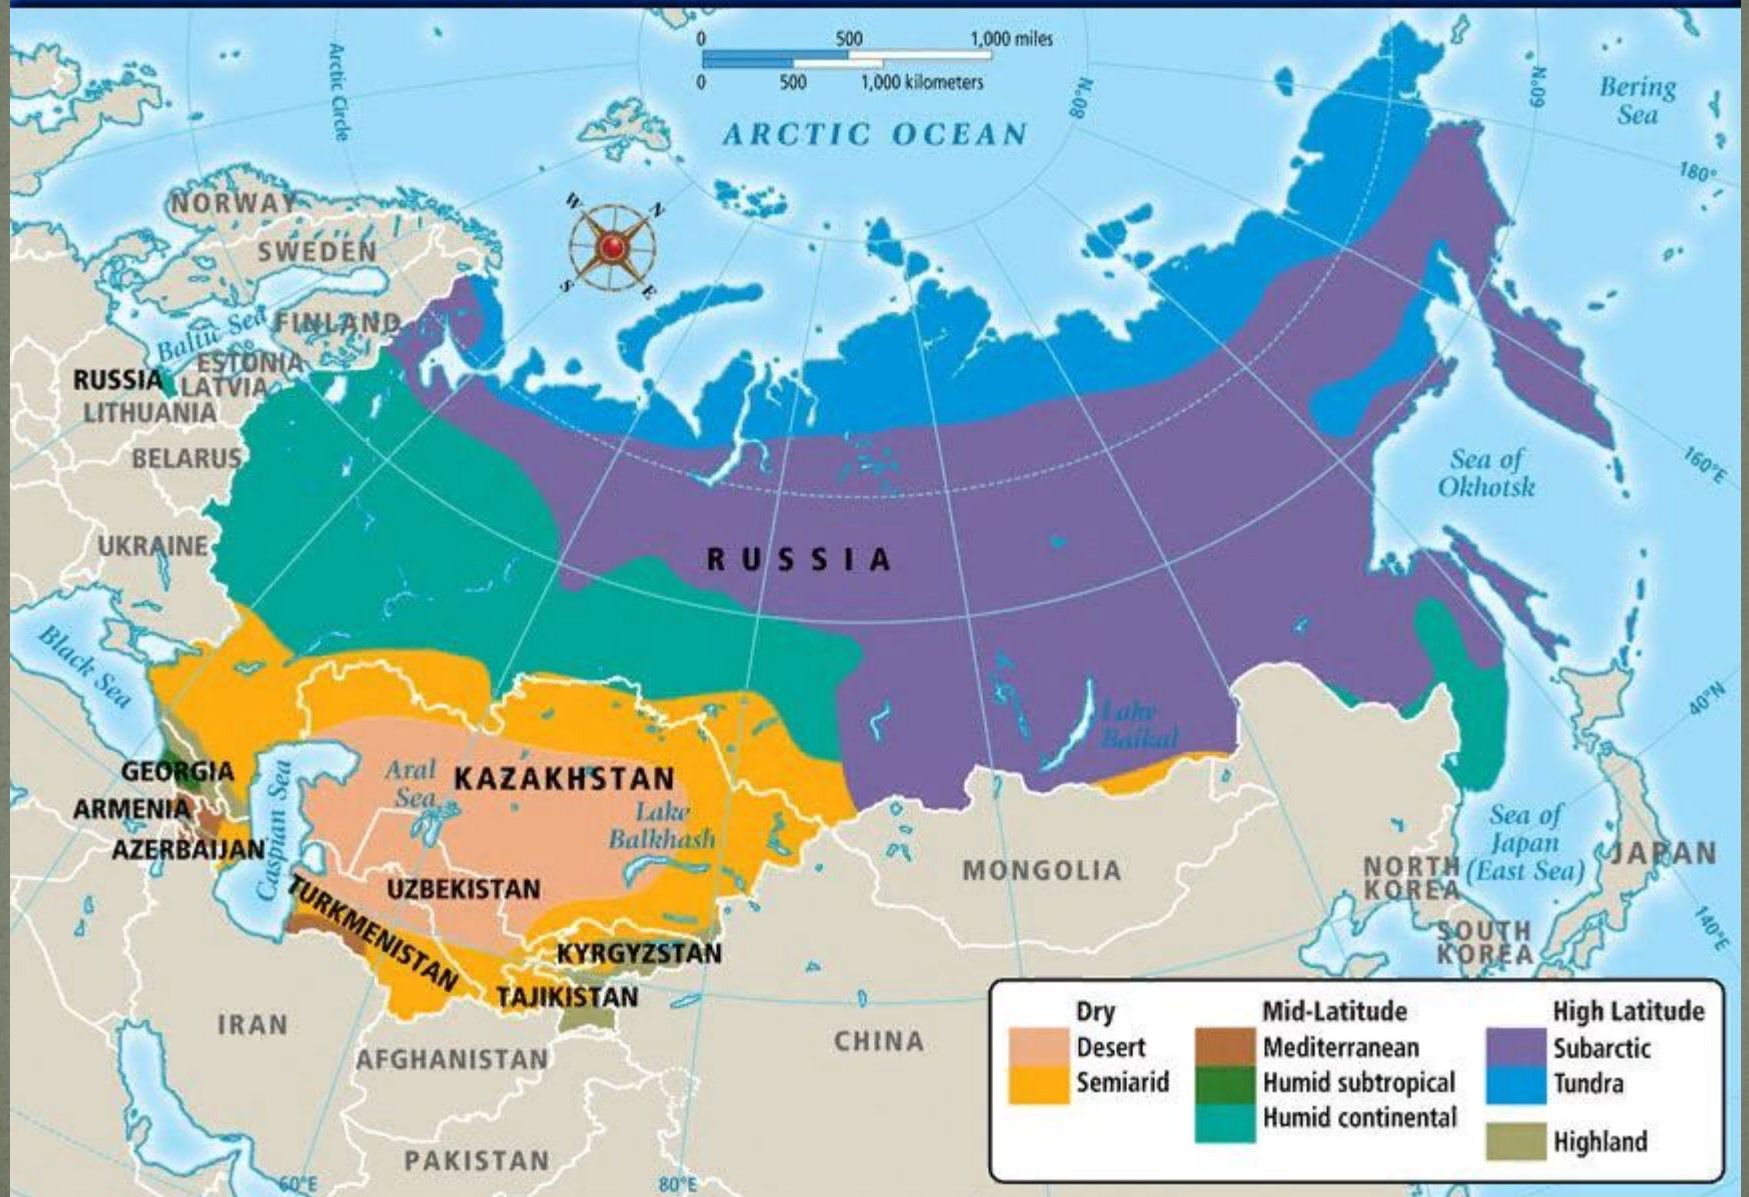 0 500 1,000 miles
0 500 1,000 kilometers
Arctic Circle
80°N
60°N
Bering
Sea
180°
ARCTIC OCEAN
NORWAY
W N
S E
SWEDEN
FINLAND
Baltic Sea
ESTONIA
RUSSIA
LATVIA
LITHUANIA
BELARUS
UKRAINE
160°E
Sea of
Okhotsk
RUSSIA
Black Sea
40°N
Lake
Baikal
GEORGIA
ARMENIA
AZERBAIJAN
Caspian Sea
Aral
Sea
KAZAKHSTAN
Lake
Balkhash
UZBEKISTAN
TURKMENISTAN
KYRGYZSTAN
TAJIKISTAN
MONGOLIA
Sea of
Japan
(East Sea)
JAPAN
NORTH
KOREA
SOUTH
KOREA
140°E
IRAN
AFGHANISTAN
CHINA
PAKISTAN
60°E
80°E
Dry
Desert
Semiarid
Mid-Latitude
Mediterranean
Humid subtropical
Humid continental
High Latitude
Subarctic
Tundra
Highland